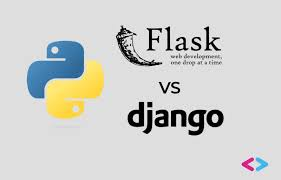 Flask
web development,
one drop at a time
vs
django